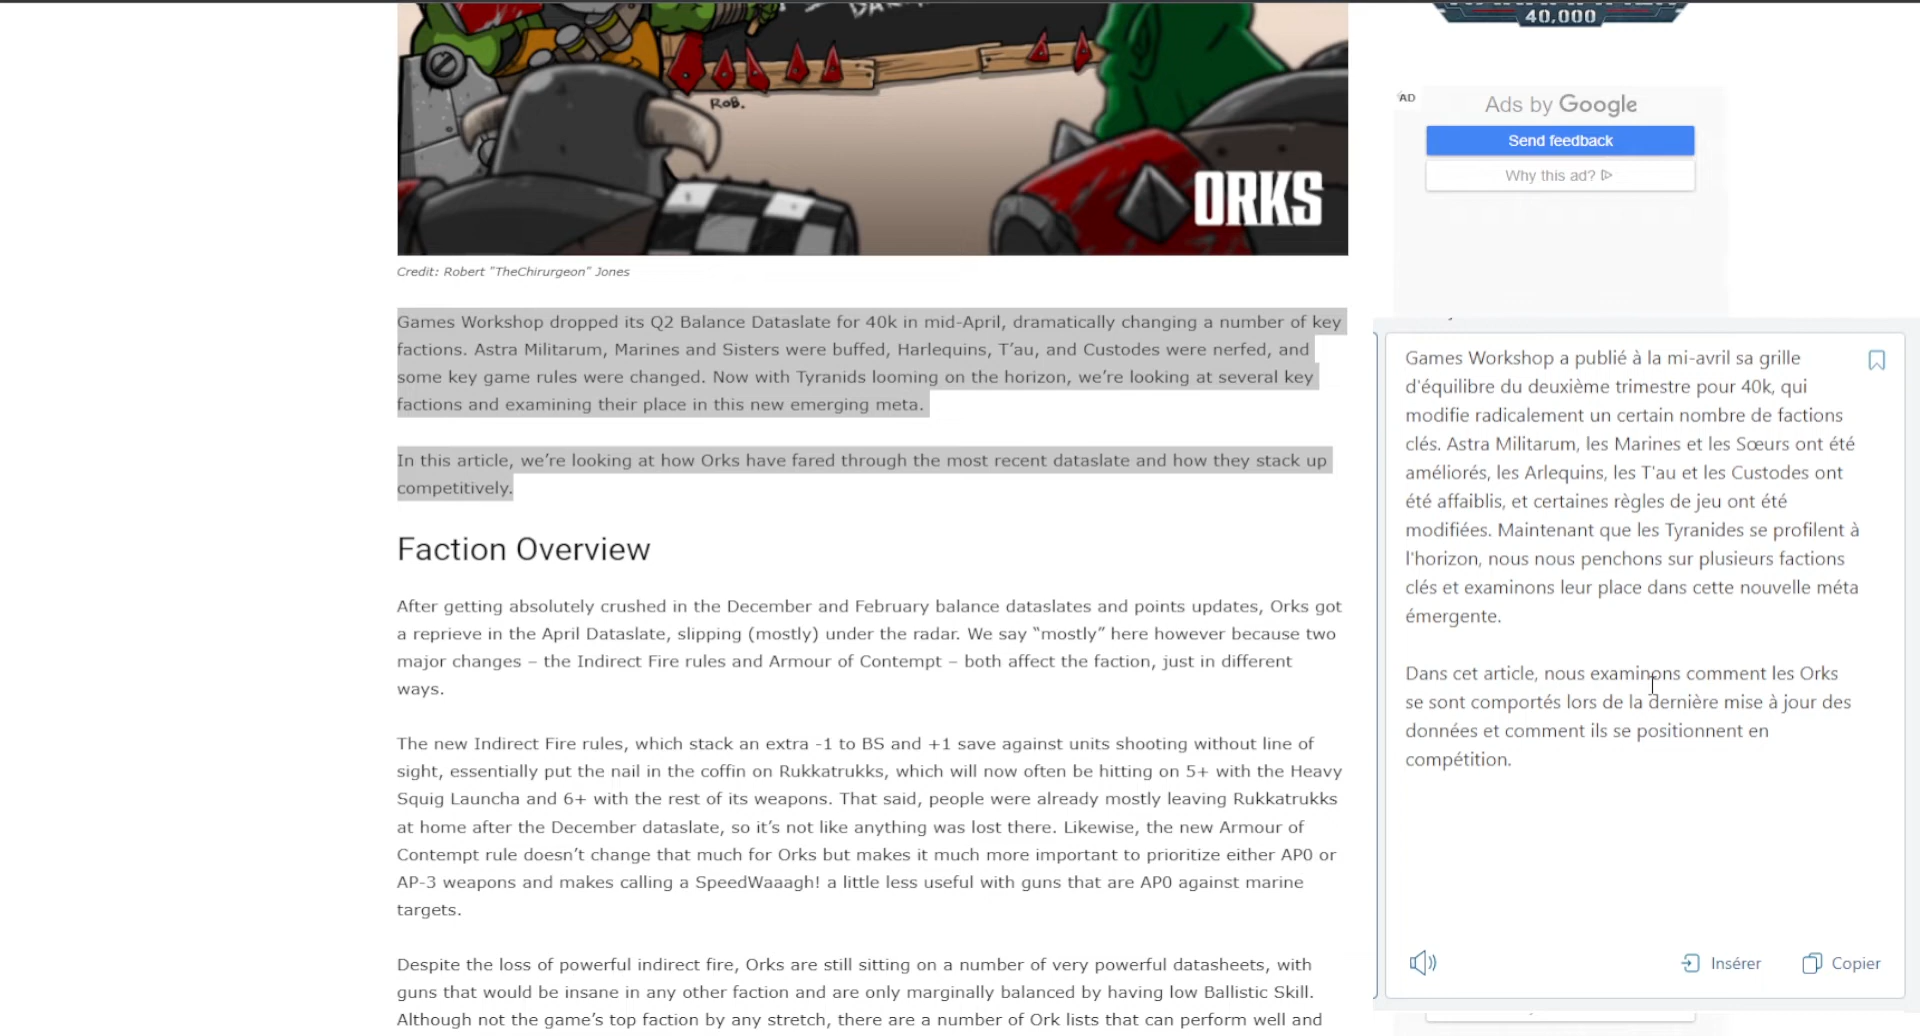 40,000
ROB.
ORKS
Credit: Robert "TheChirurgeon" Jones
Games Workshop dropped its Q2 Balance Dataslate for 40k in mid-April, dramatically changing a number of key
factions. Astra Militarum, Marines and Sisters were buffed, Harlequins, T’au, and Custodes were nerfed, and
some key game rules were changed. Now with Tyranids looming on the horizon, we’re looking at several key
factions and examining their place in this new emerging meta.
In this article, we’re looking at how Orks have fared through the most recent dataslate and how they stack up
competitively.
Faction Overview
After getting absolutely crushed in the December and February balance dataslates and points updates, Orks got
a reprieve in the April Dataslate, slipping (mostly) under the radar. We say “mostly” here however because two
major changes – the Indirect Fire rules and Armour of Contempt – both affect the faction, just in different
ways.
The new Indirect Fire rules, which stack an extra -1 to BS and +1 save against units shooting without line of
sight, essentially put the nail in the coffin on Rukkatrukks, which will now often be hitting on 5+ with the Heavy
Squig Launcha and 6+ with the rest of its weapons. That said, people were already mostly leaving Rukkatrukks
at home after the December dataslate, so it’s not like anything was lost there. Likewise, the new Armour of
Contempt rule doesn’t change that much for Orks but makes it much more important to prioritize either AP0 or
AP-3 weapons and makes calling a SpeedWaaagh! a little less useful with guns that are AP0 against marine
targets.
Despite the loss of powerful indirect fire, Orks are still sitting on a number of very powerful datasheets, with
guns that would be insane in any other faction and are only marginally balanced by having low Ballistic Skill.
Although not the game’s top faction by any stretch, there are a number of Ork lists that can perform well and
AD
Ads by Google
Send feedback
Why this ad?
Games Workshop a publié à la mi-avril sa grille
d'équilibre du deuxième trimestre pour 40k, qui
modifie radicalement un certain nombre de factions
clés. Astra Militarum, les Marines et les Sœurs ont été
améliorés, les Arlequins, les T'au et les Custodes ont
été affaiblis, et certaines règles de jeu ont été
modifiées. Maintenant que les Tyranides se profilent à
l'horizon, nous nous penchons sur plusieurs factions
clés et examinons leur place dans cette nouvelle méta
émergente.
Dans cet article, nous examinons comment les Orks
se sont comportés lors de la dernière mise à jour des
données et comment ils se positionnent en
compétition.
Insérer
Copier